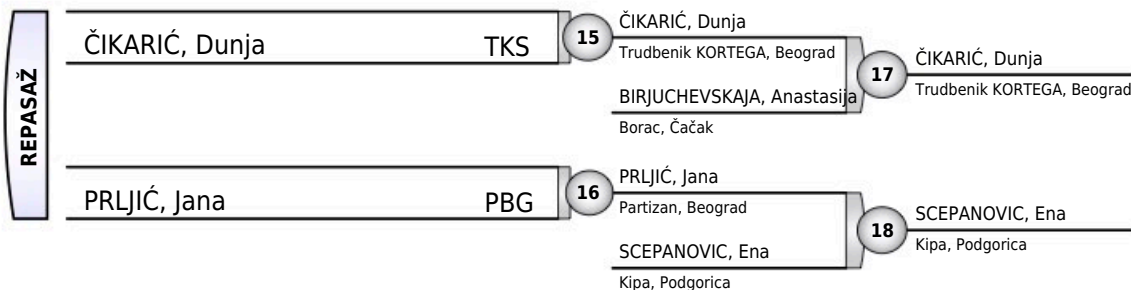 REPASAŽ
ČIKARIĆ, Dunja TKS
15
ČIKARIĆ, Dunja
Trudbenik KORTEGA, Beograd
BIRJUCHEVSKAJA, Anastasija
Borac, Čačak
17
ČIKARIĆ, Dunja
Trudbenik KORTEGA, Beograd
PRLJIĆ, Jana PBG
16
PRLJIĆ, Jana
Partizan, Beograd
SCEPANOVIC, Ena
Kipa, Podgorica
18
SCEPANOVIC, Ena
Kipa, Podgorica